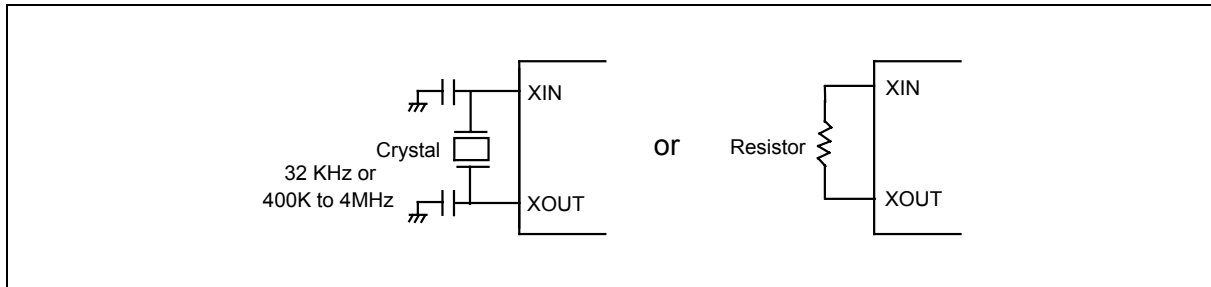 XIN
Crystal
32 KHz or
400K to 4MHz
XOUT
or
XIN
Resistor
XOUT